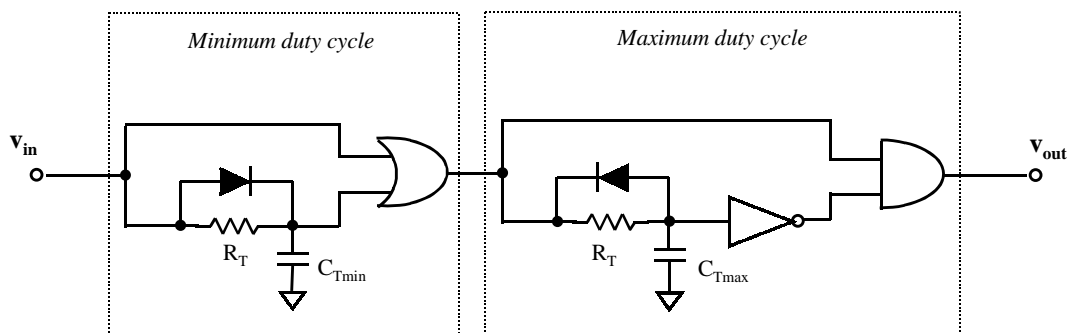 Minimum duty cycle
Maximum duty cycle
v_in
v_out
R_T
C_Tmin
R_T
C_Tmax